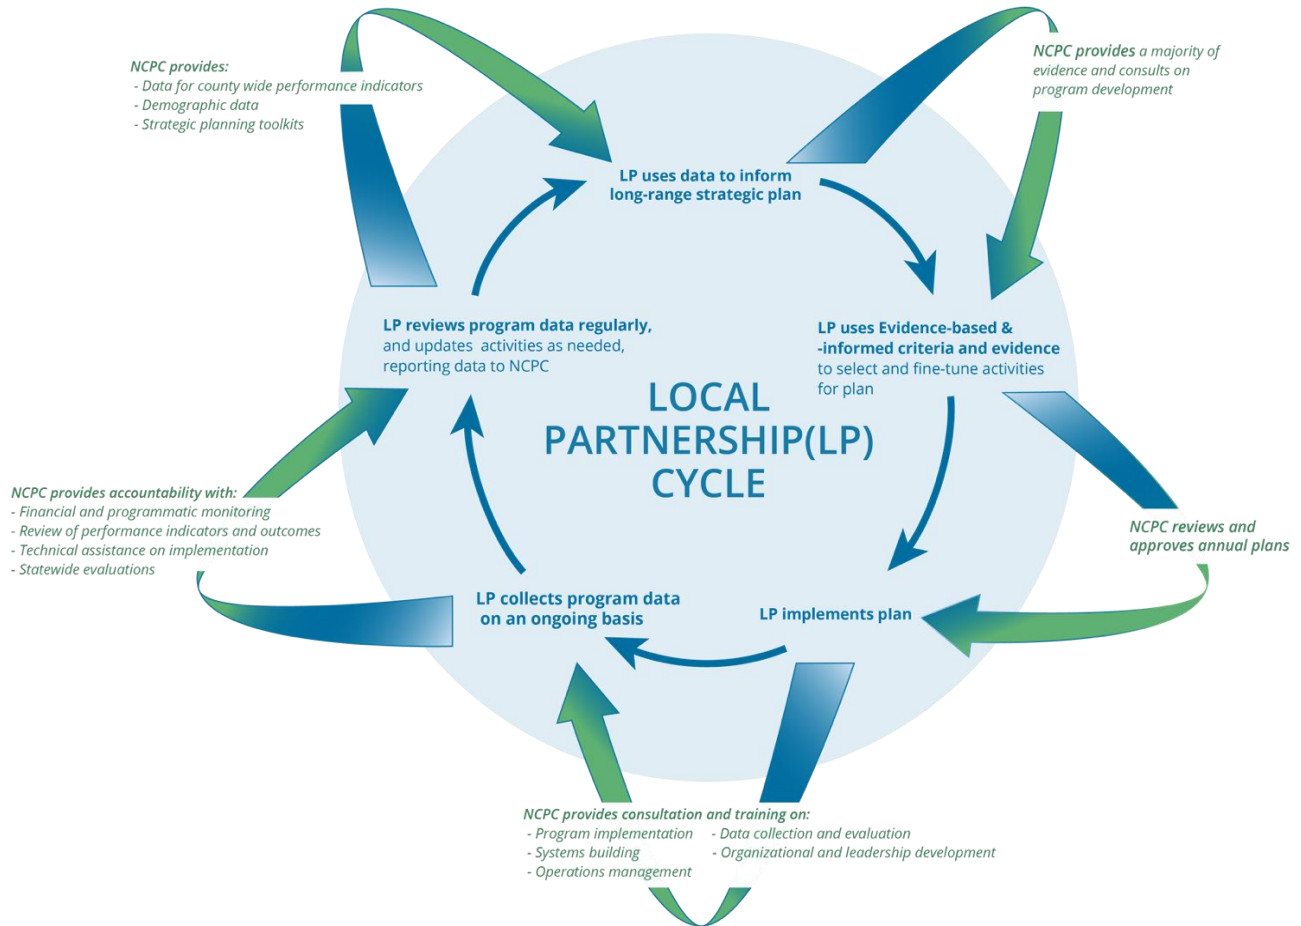 NCPC provides:
- Data for county wide performance indicators
- Demographic data
- Strategic planning toolkits
NCPC provides a majority of
evidence and consults on
program development
LP uses data to inform
long-range strategic plan
LP reviews program data regularly,
and updates activities as needed,
reporting data to NCPC
LP uses Evidence-based &
-informed criteria and evidence
to select and fine-tune activities
for plan
LOCAL
PARTNERSHIP(LP)
CYCLE
NCPC provides accountability with:
- Financial and programmatic monitoring
- Review of performance indicators and outcomes
- Technical assistance on implementation
- Statewide evaluations
NCPC reviews and
approves annual plans
LP collects program data
on an ongoing basis
LP implements plan
NCPC provides consultation and training on:
- Program implementation
- Systems building
- Operations management
- Data collection and evaluation
- Organizational and leadership development